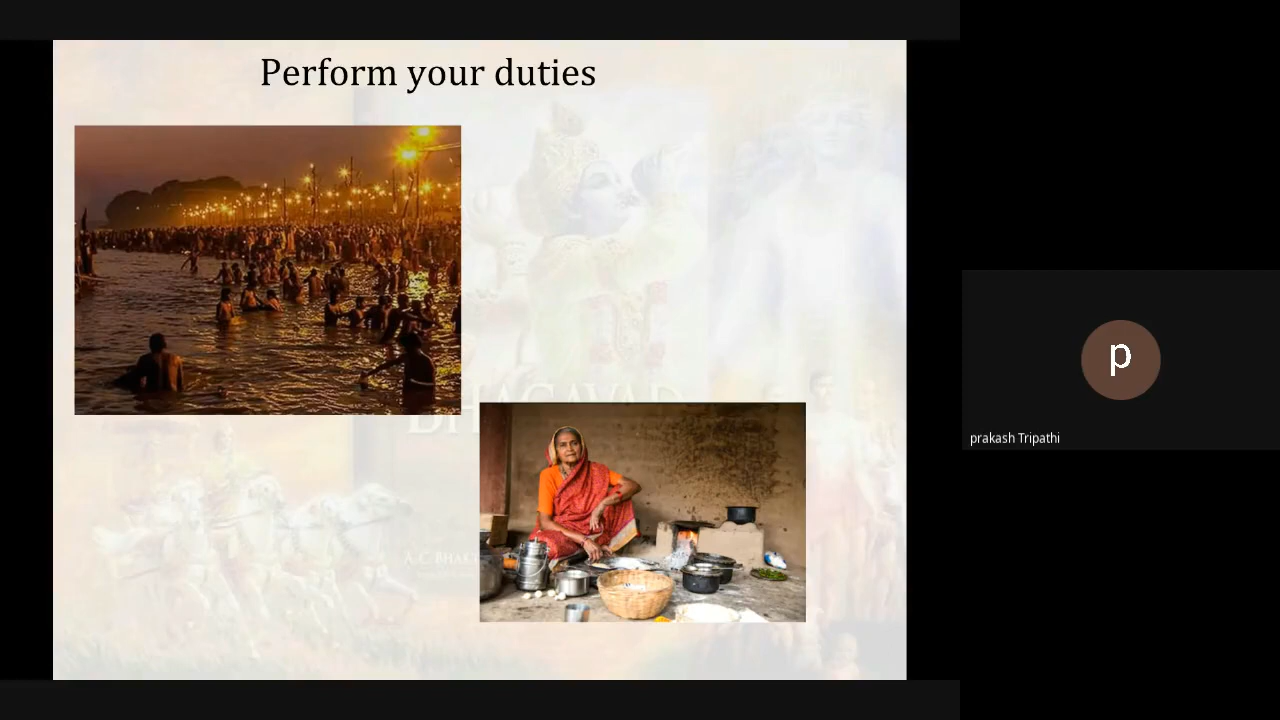 Perform your duties
BHAGAVAD
A.C. BHAK
p
prakash Tripathi